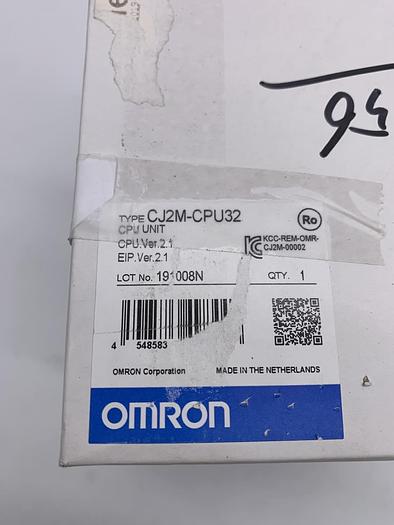 TYPE CJ2M-CPU32
CPU UNIT
CPU.Ver.2.1
EIP.Ver.2.1
Ro
KCC-REM-OMR-
CJ2M-00002
LOT No. 191008N QTY. 1
4 548583
OMRON Corporation MADE IN THE NETHERLANDS
OMRON